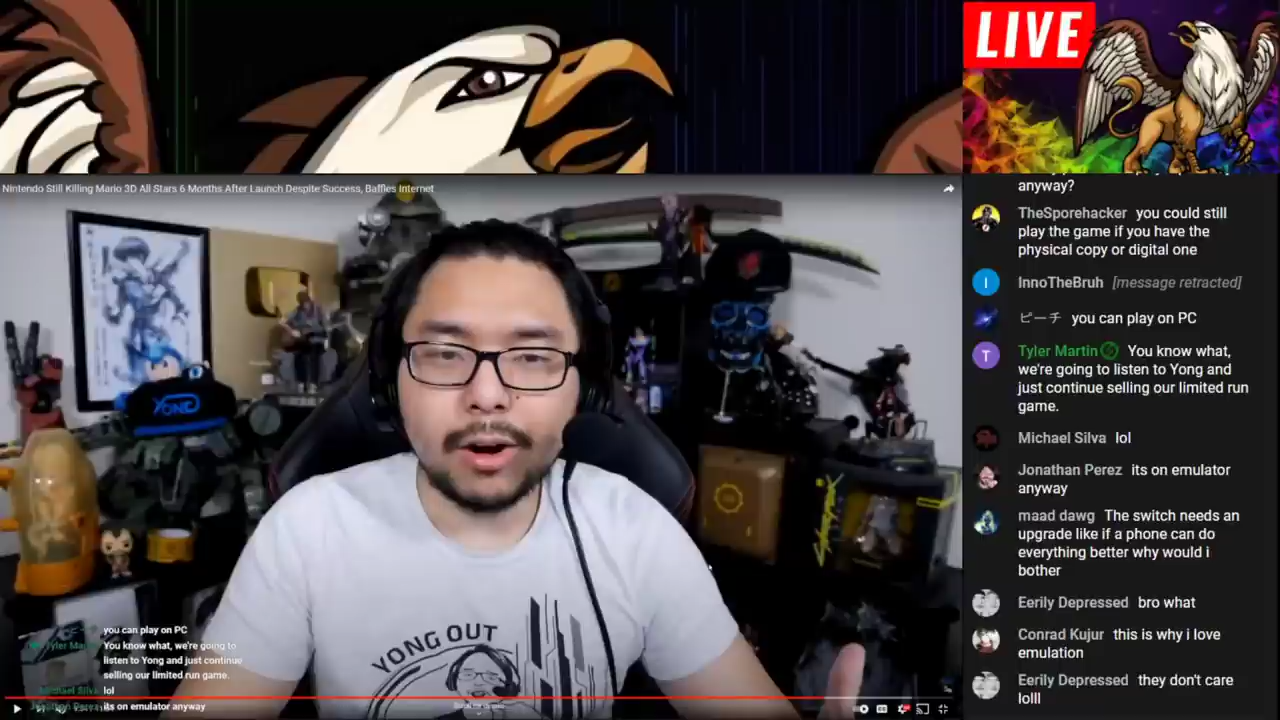 LIVE
Nintendo Still Killing Mario 3D All Stars 6 Months After Launch Despite Success, Baffles Internet
YONG
YONG OUT
you can play on PC
You know what, we're going to
listen to Yong and just continue
selling our limited run game.
Michael Silva lol
its on emulator anyway
anyway?
TheSporehacker you could still
play the game if you have the
physical copy or digital one
I
InnoTheBruh [message retracted]
ピーチ you can play on PC
T
Tyler Martin You know what,
we're going to listen to Yong and
just continue selling our limited run
game.
Michael Silva lol
Jonathan Perez its on emulator
anyway
maad dawg The switch needs an
upgrade like if a phone can do
everything better why would i
bother
Eerily Depressed bro what
Conrad Kujur this is why i love
emulation
Eerily Depressed they don't care
lolll